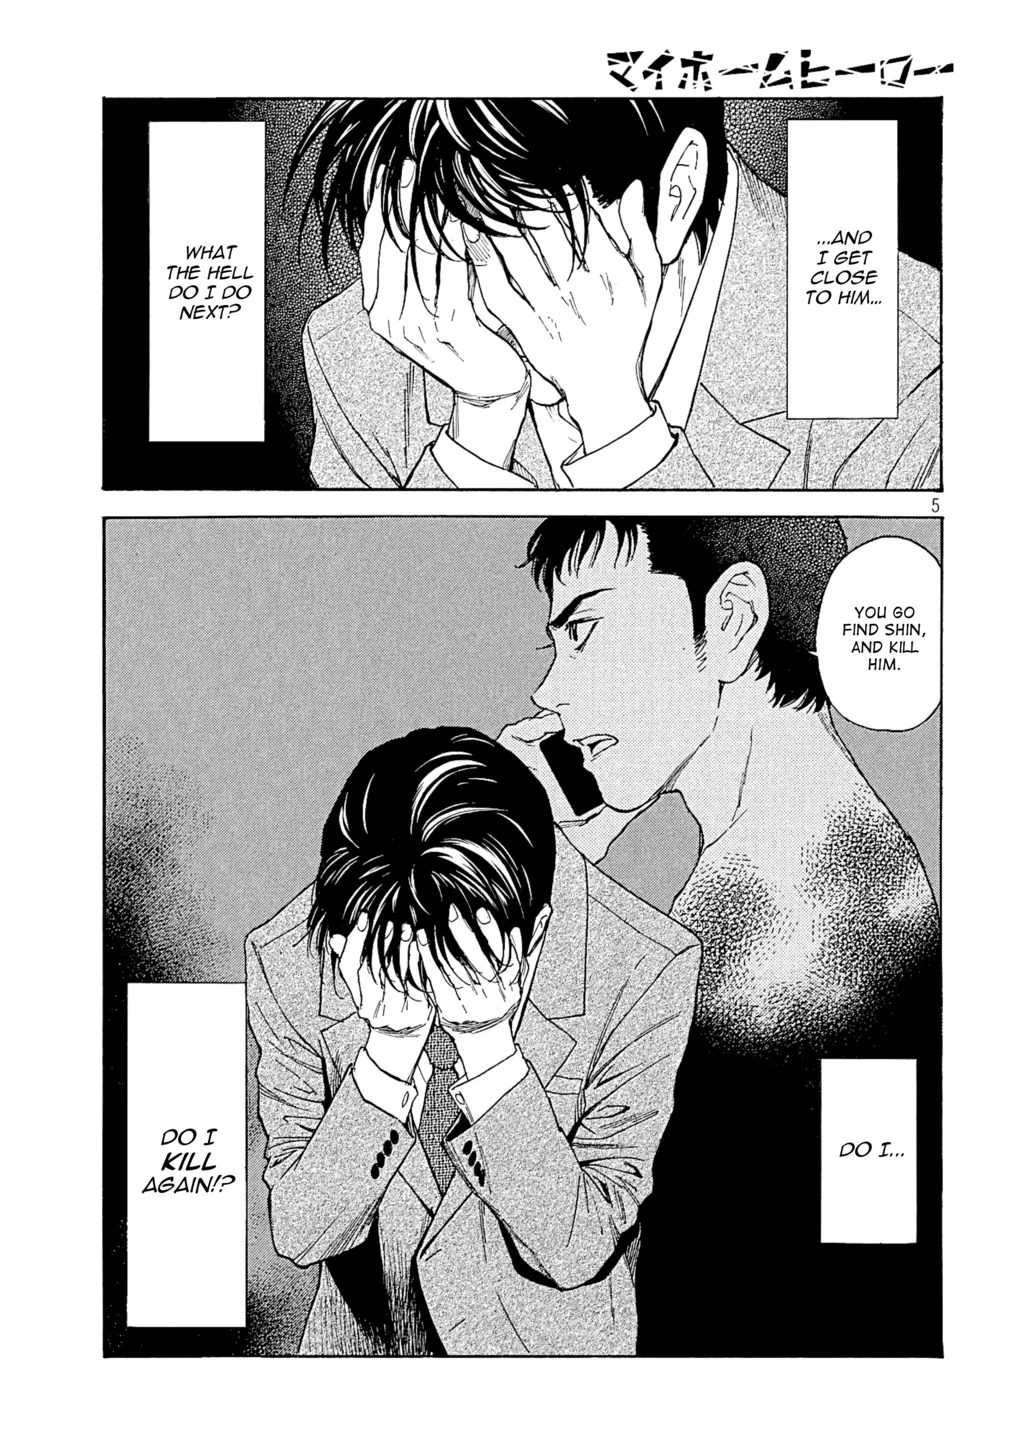 マイホームヒーロー
...AND
I GET
CLOSE
TO HIM...
WHAT
THE HELL
DO I DO
NEXT?
5
YOU GO
FIND SHIN,
AND KILL
HIM.
DO I...
DO I
KILL
AGAIN!?